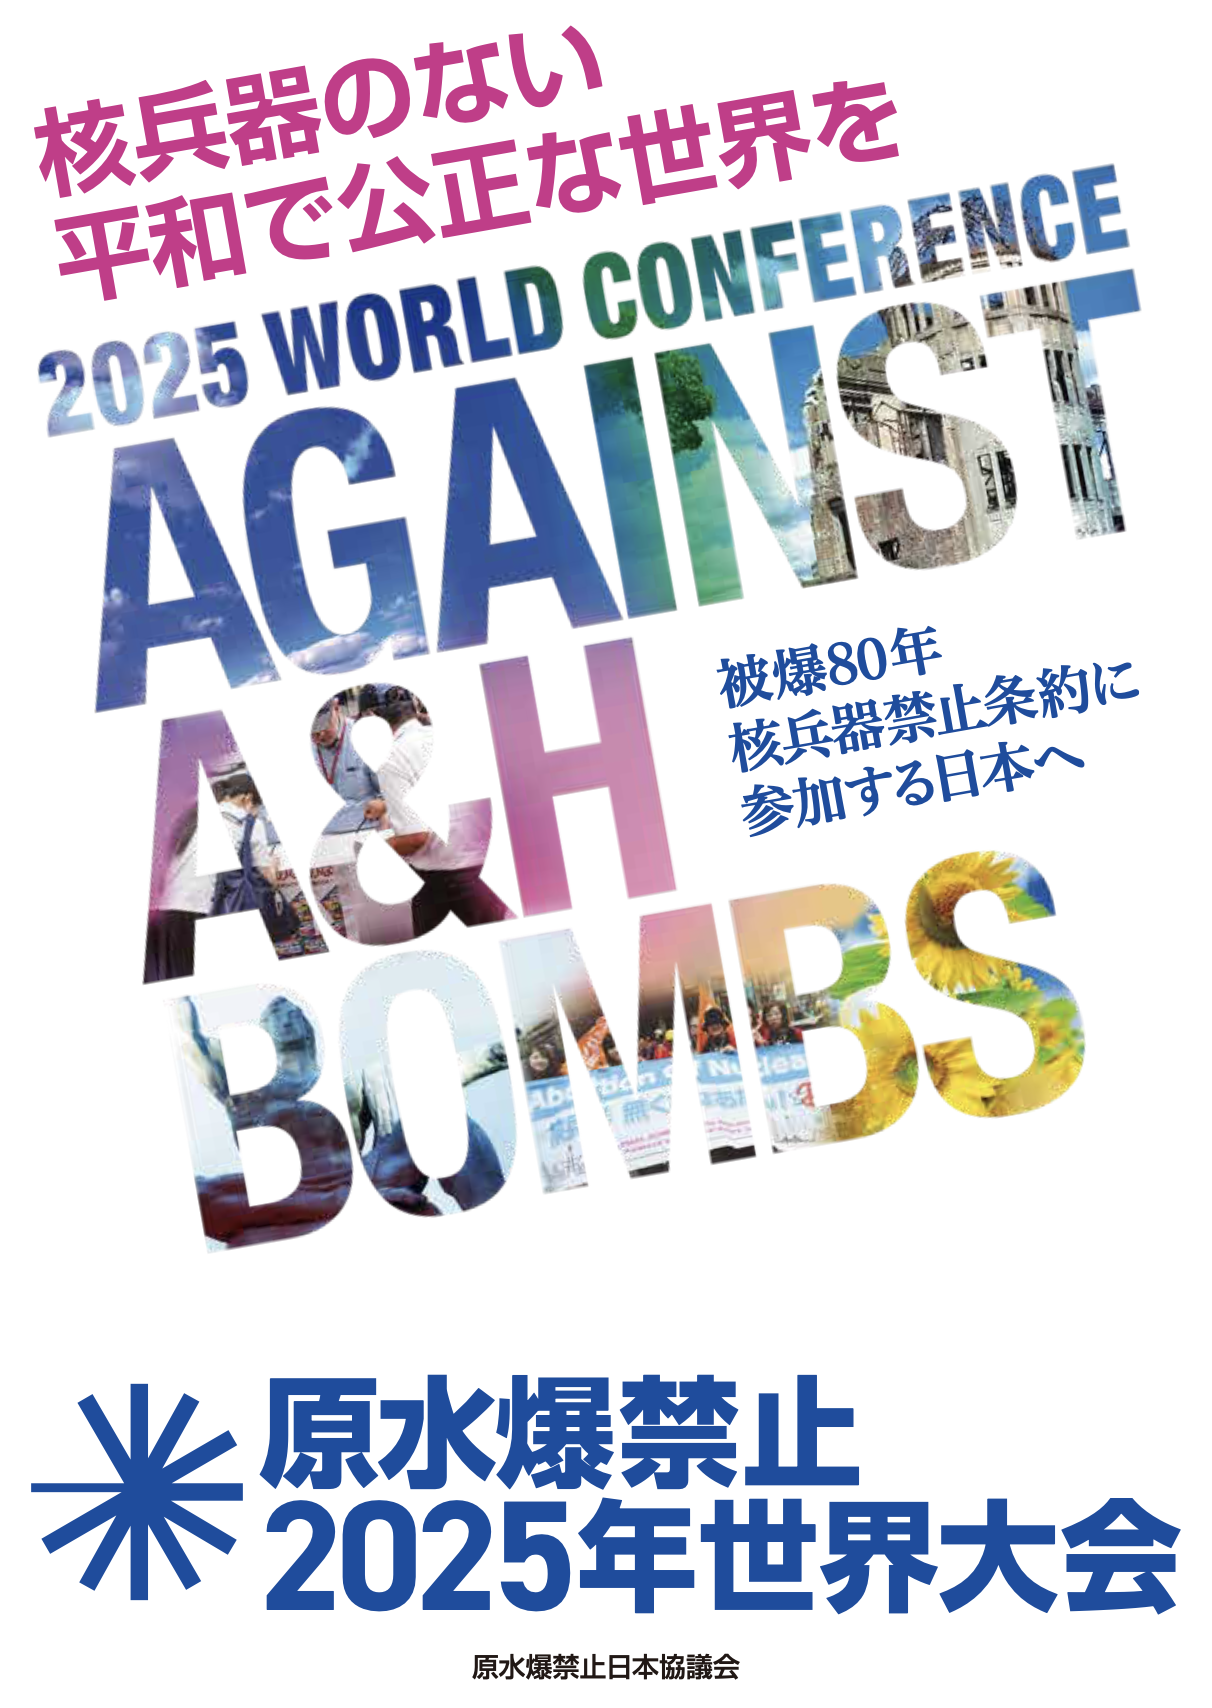 核兵器のない
平和で公正な世界を
2025 WORLD CONFERENCE
AGAINST
A&H
被爆80年
核兵器禁止条約に
参加する日本へ
BOMBS
原水爆禁止
2025年世界大会
原水爆禁止日本協議会